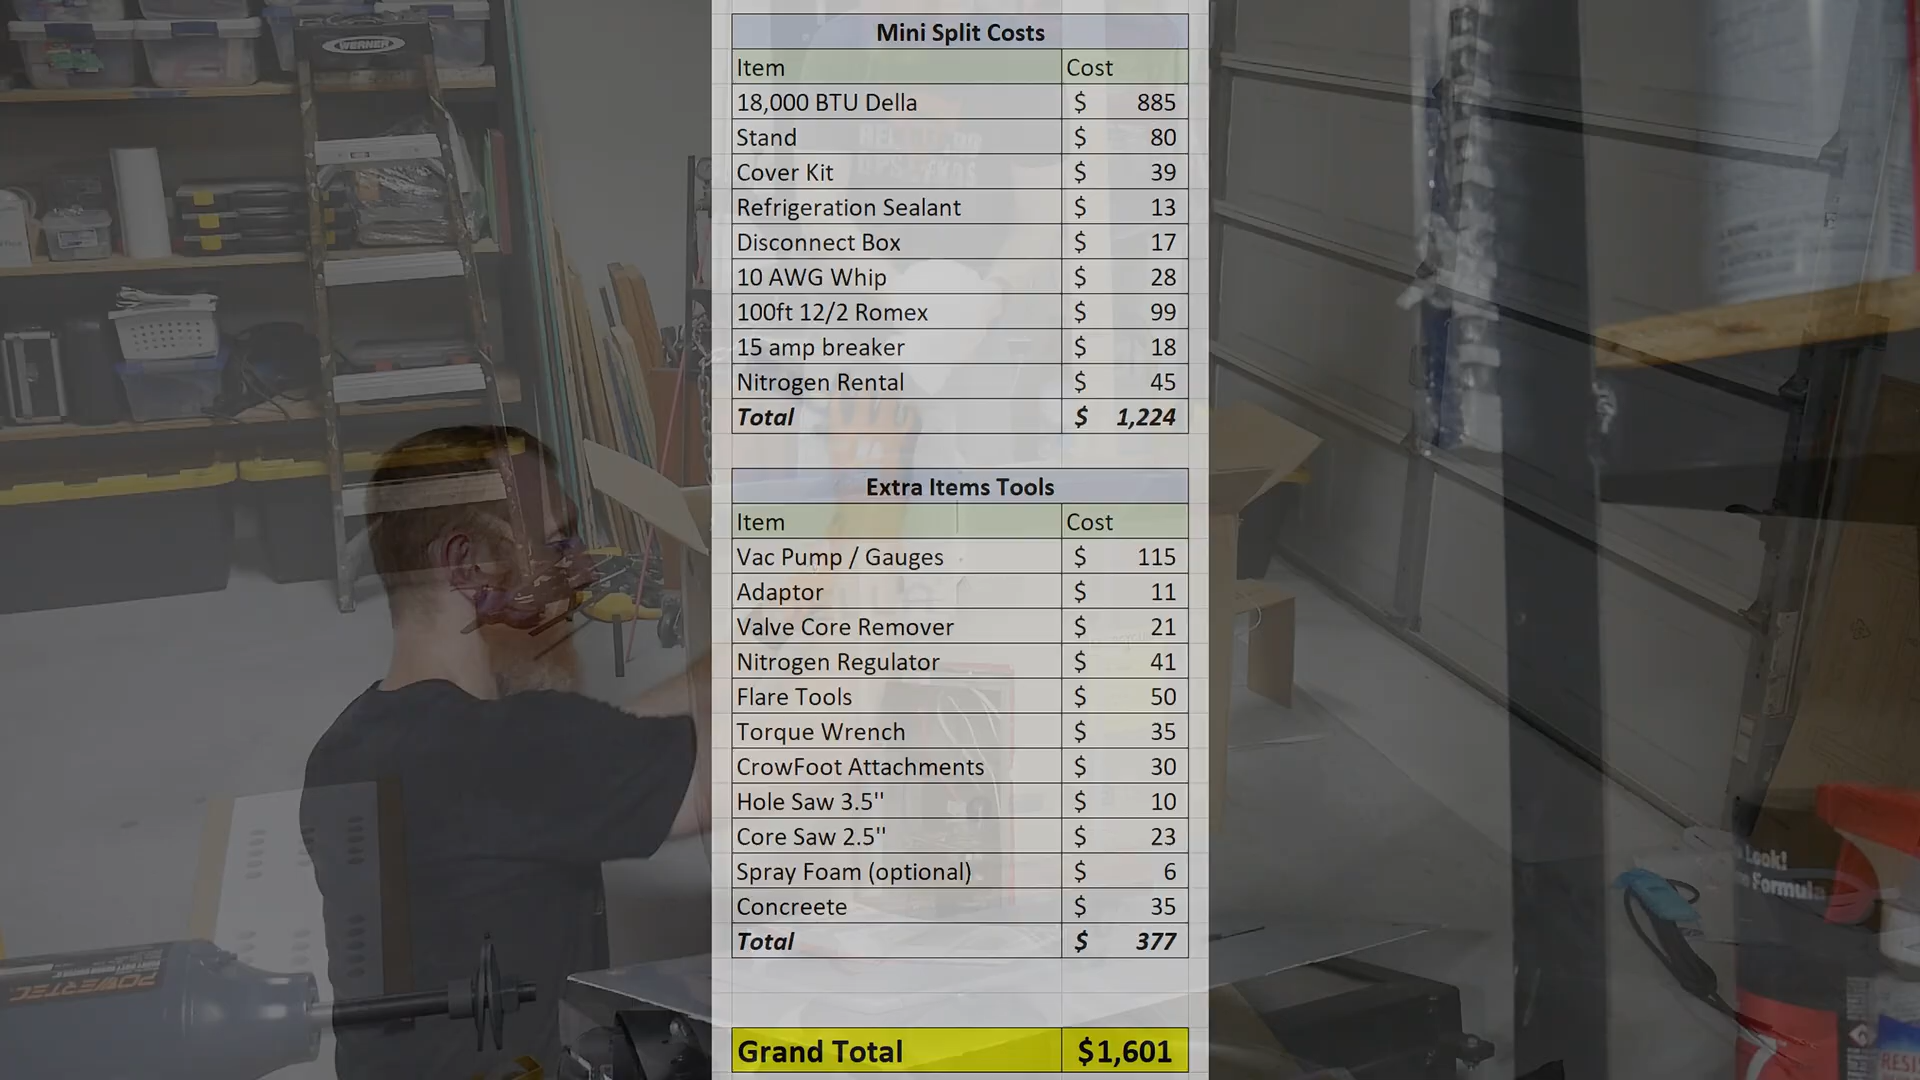 Mini Split Costs
Item Cost
18,000 BTU Della $ 885
Stand $ 80
Cover Kit $ 39
Refrigeration Sealant $ 13
Disconnect Box $ 17
10 AWG Whip $ 28
100ft 12/2 Romex $ 99
15 amp breaker $ 18
Nitrogen Rental $ 45
Total $ 1,224
Extra Items Tools
Item Cost
Vac Pump / Gauges $ 115
Adaptor $ 11
Valve Core Remover $ 21
Nitrogen Regulator $ 41
Flare Tools $ 50
Torque Wrench $ 35
CrowFoot Attachments $ 30
Hole Saw 3.5" $ 10
Core Saw 2.5" $ 23
Spray Foam (optional) $ 6
Concreete $ 35
Total $ 377
Grand Total $1,601
WERNER
POWERTEC
Look!
Formula